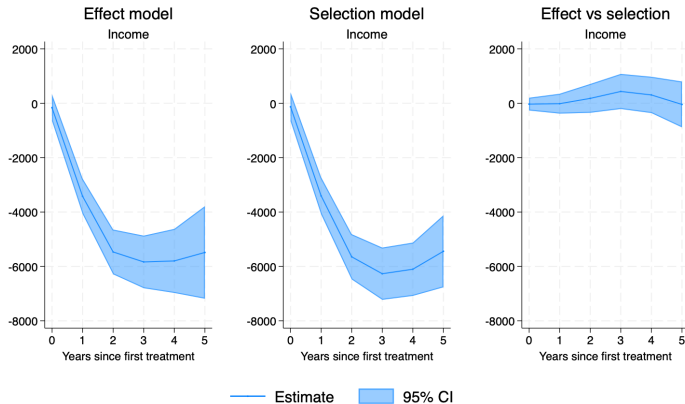 Effect model
Income
2000
0
-2000
-4000
-6000
-8000
0 1 2 3 4 5
Years since first treatment
Selection model
Income
2000
0
-2000
-4000
-6000
-8000
0 1 2 3 4 5
Years since first treatment
Effect vs selection
Income
2000
0
-2000
-4000
-6000
-8000
0 1 2 3 4 5
Years since first treatment
Estimate 95% CI